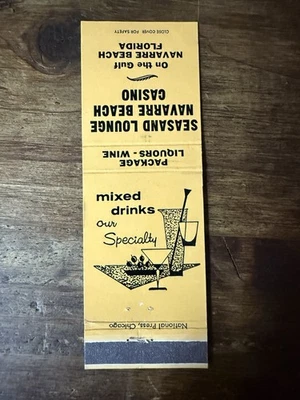 CLOSE COVER FOR SAFETY
On the Gulf
NAVARRE BEACH
FLORIDA
SEASAND LOUNGE
NAVARRE BEACH
CASINO
PACKAGE
LIQUORS - WINE
mixed
drinks
our
Specialty
National Press, Chicago